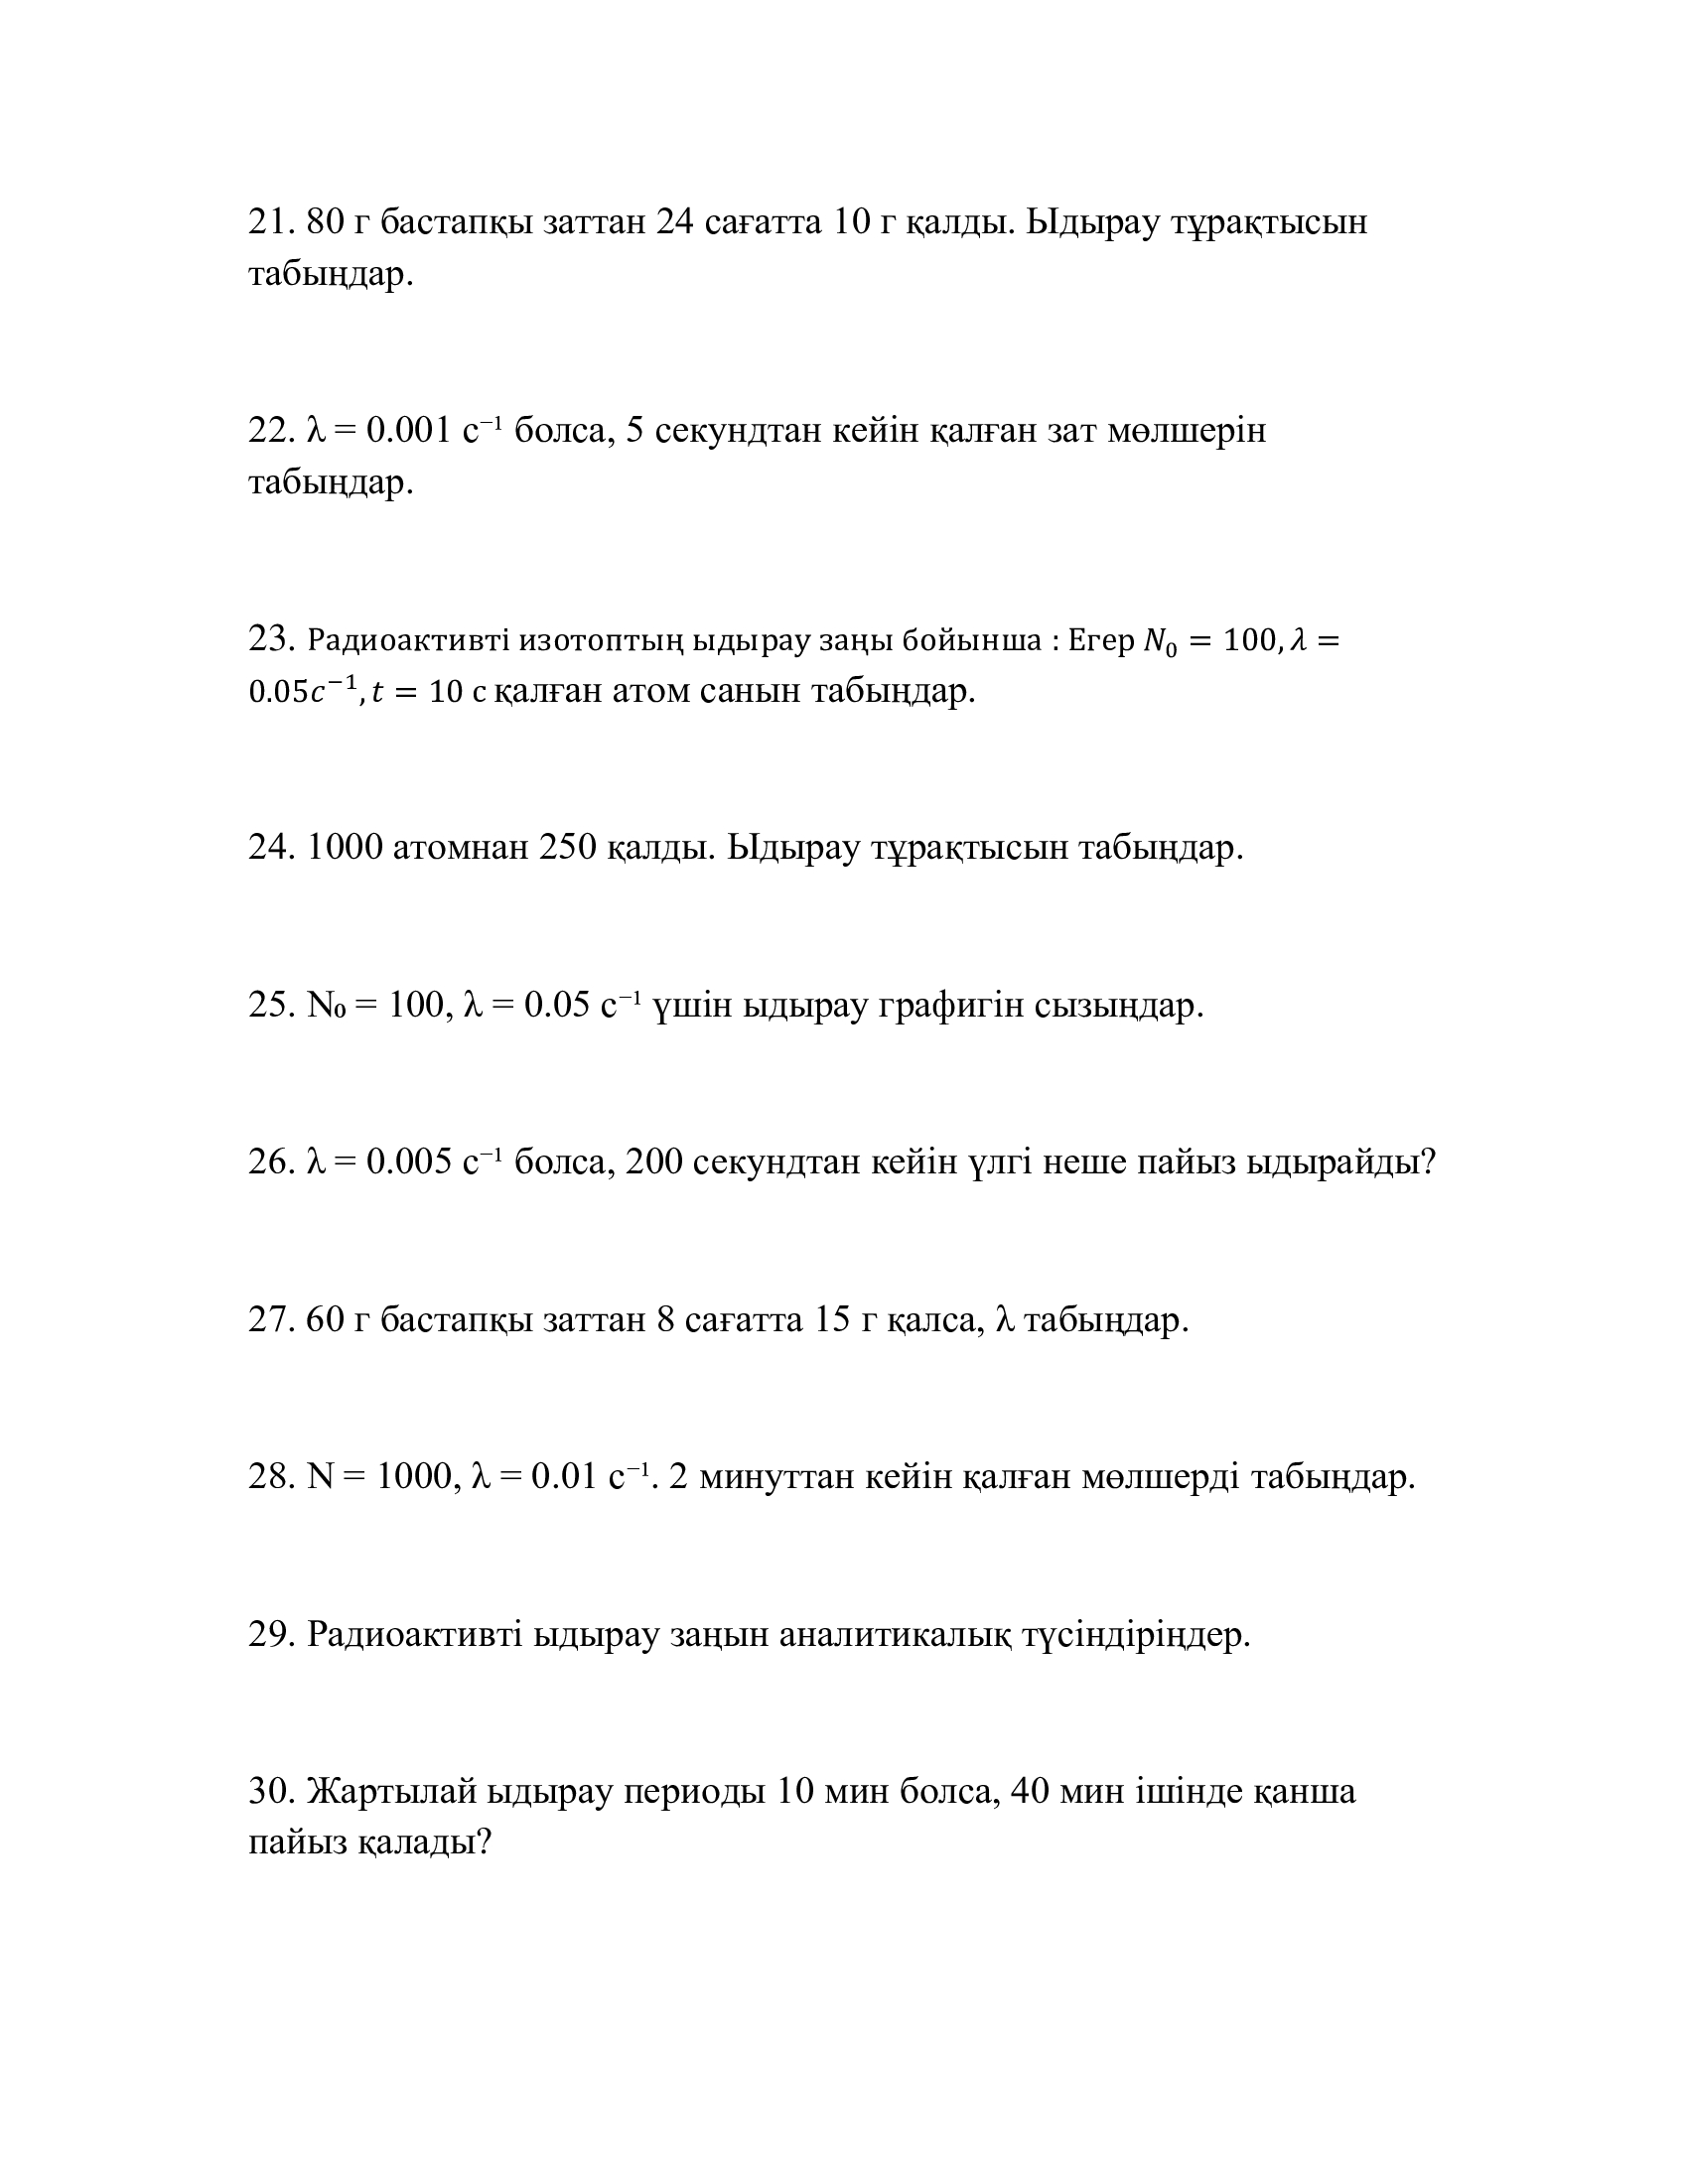 21. 80 г бастапқы заттан 24 сағатта 10 г қалды. Ыдырау тұрақтысын
табыңдар.
22. λ = 0.001 с⁻¹ болса, 5 секундтан кейін қалған зат мөлшерін
табыңдар.
23. Радиоактивті изотоптың ыдырау заңы бойынша : Егер N₀ = 100, λ =
0.05c⁻¹, t = 10 с қалған атом санын табыңдар.
24. 1000 атомнан 250 қалды. Ыдырау тұрақтысын табыңдар.
25. N₀ = 100, λ = 0.05 с⁻¹ үшін ыдырау графигін сызыңдар.
26. λ = 0.005 с⁻¹ болса, 200 секундтан кейін үлгі неше пайыз ыдырайды?
27. 60 г бастапқы заттан 8 сағатта 15 г қалса, λ табыңдар.
28. N = 1000, λ = 0.01 с⁻¹. 2 минуттан кейін қалған мөлшерді табыңдар.
29. Радиоактивті ыдырау заңын аналитикалық түсіндіріңдер.
30. Жартылай ыдырау периоды 10 мин болса, 40 мин ішінде қанша
пайыз қалады?